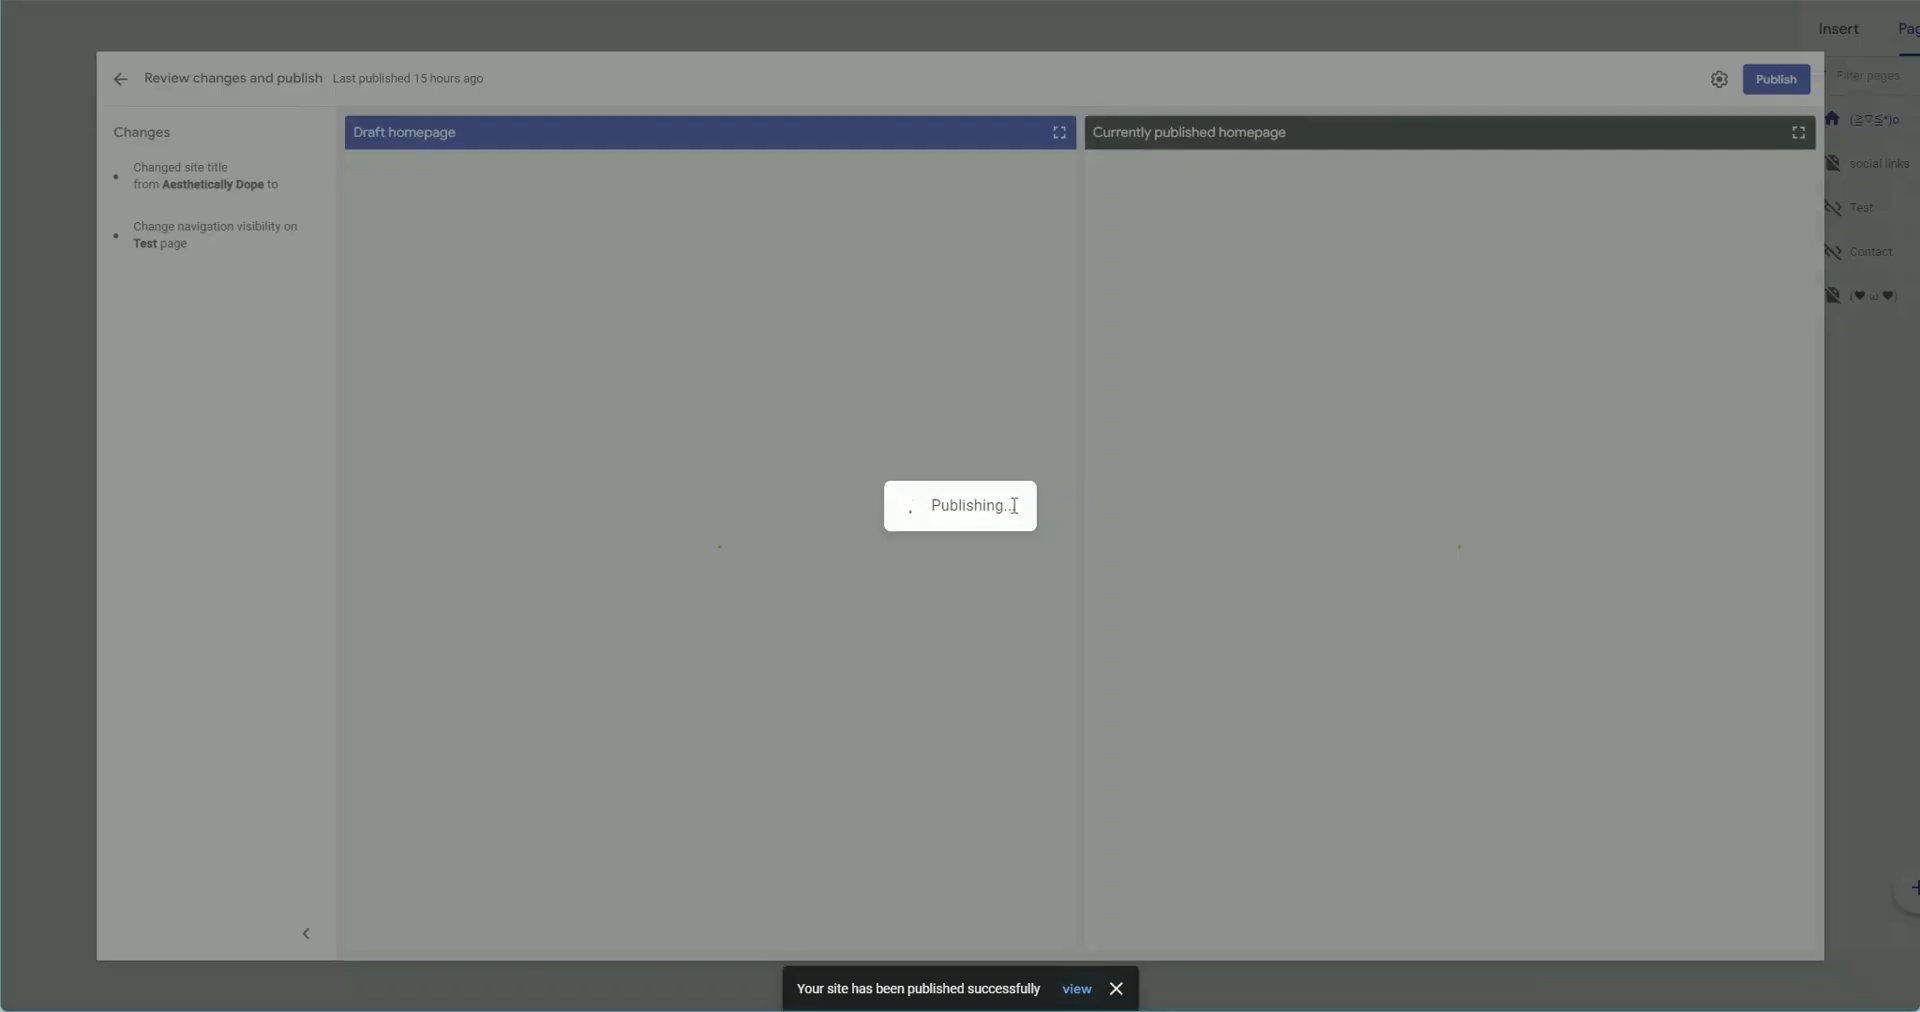 Insert
Pag
Review changes and publish
Last published 15 hours ago
Publish
Filter pages
Changes
Draft homepage
Currently published homepage
(≧▽≦*)o
Changed site title
from Aesthetically Dope to
social links
Change navigation visibility on
Test page
Test
Contact
(♥ ω ♥)
Publishing...
Your site has been published successfully
view